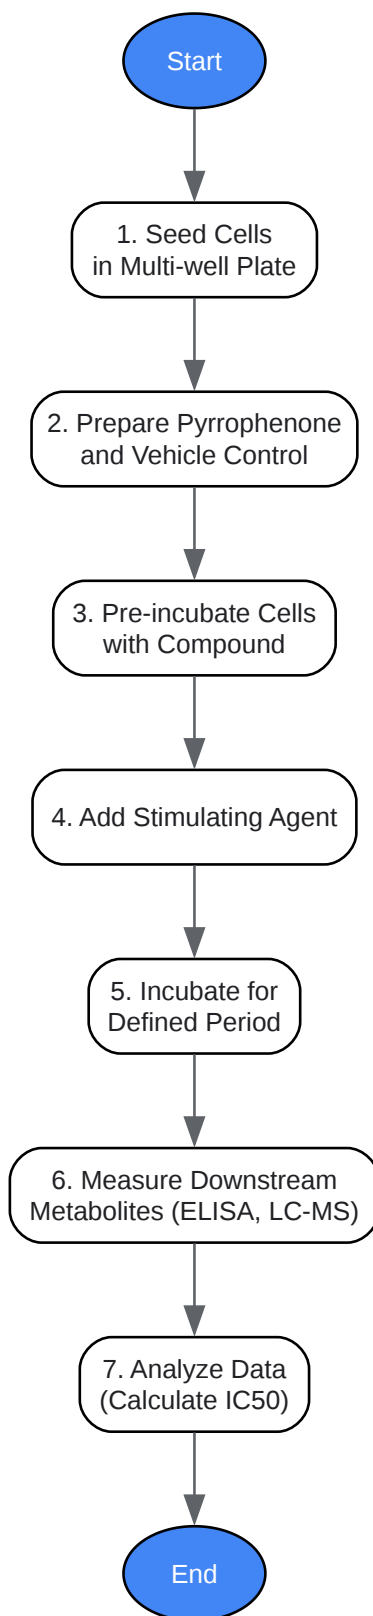 Start
1. Seed Cells
in Multi-well Plate
2. Prepare Pyrrophenone
and Vehicle Control
3. Pre-incubate Cells
with Compound
4. Add Stimulating Agent
5. Incubate for
Defined Period
6. Measure Downstream
Metabolites (ELISA, LC-MS)
7. Analyze Data
(Calculate IC50)
End